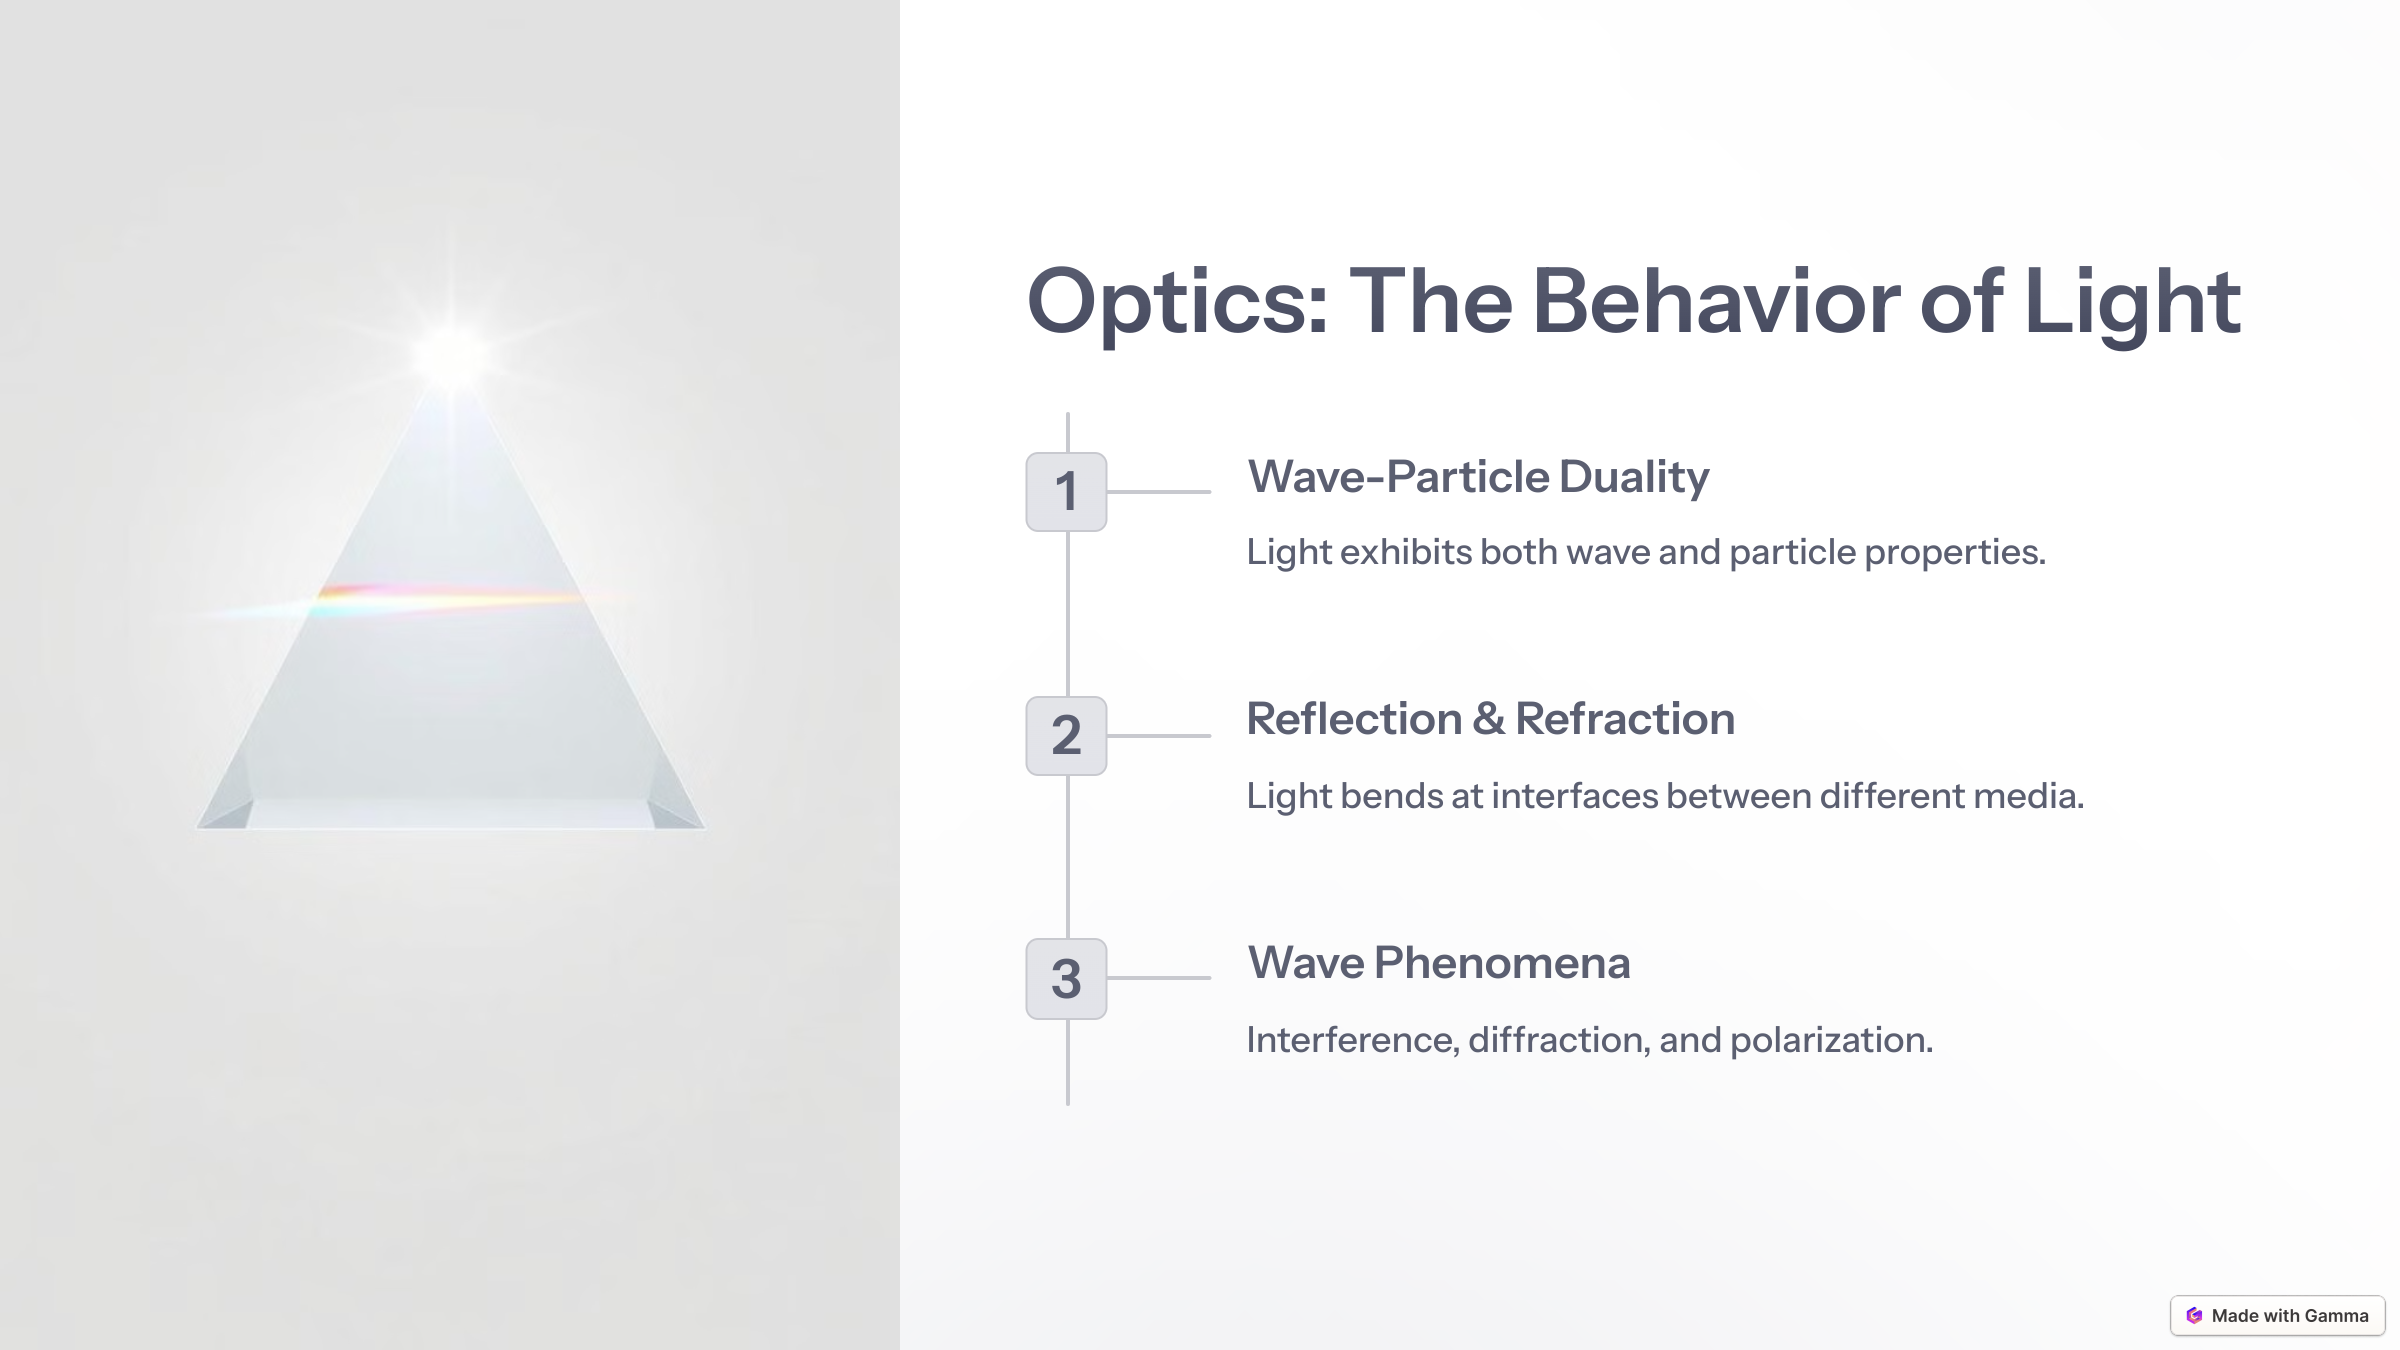 Optics: The Behavior of Light
1
Wave-Particle Duality
Light exhibits both wave and particle properties.
2
Reflection & Refraction
Light bends at interfaces between different media.
3
Wave Phenomena
Interference, diffraction, and polarization.
Made with Gamma